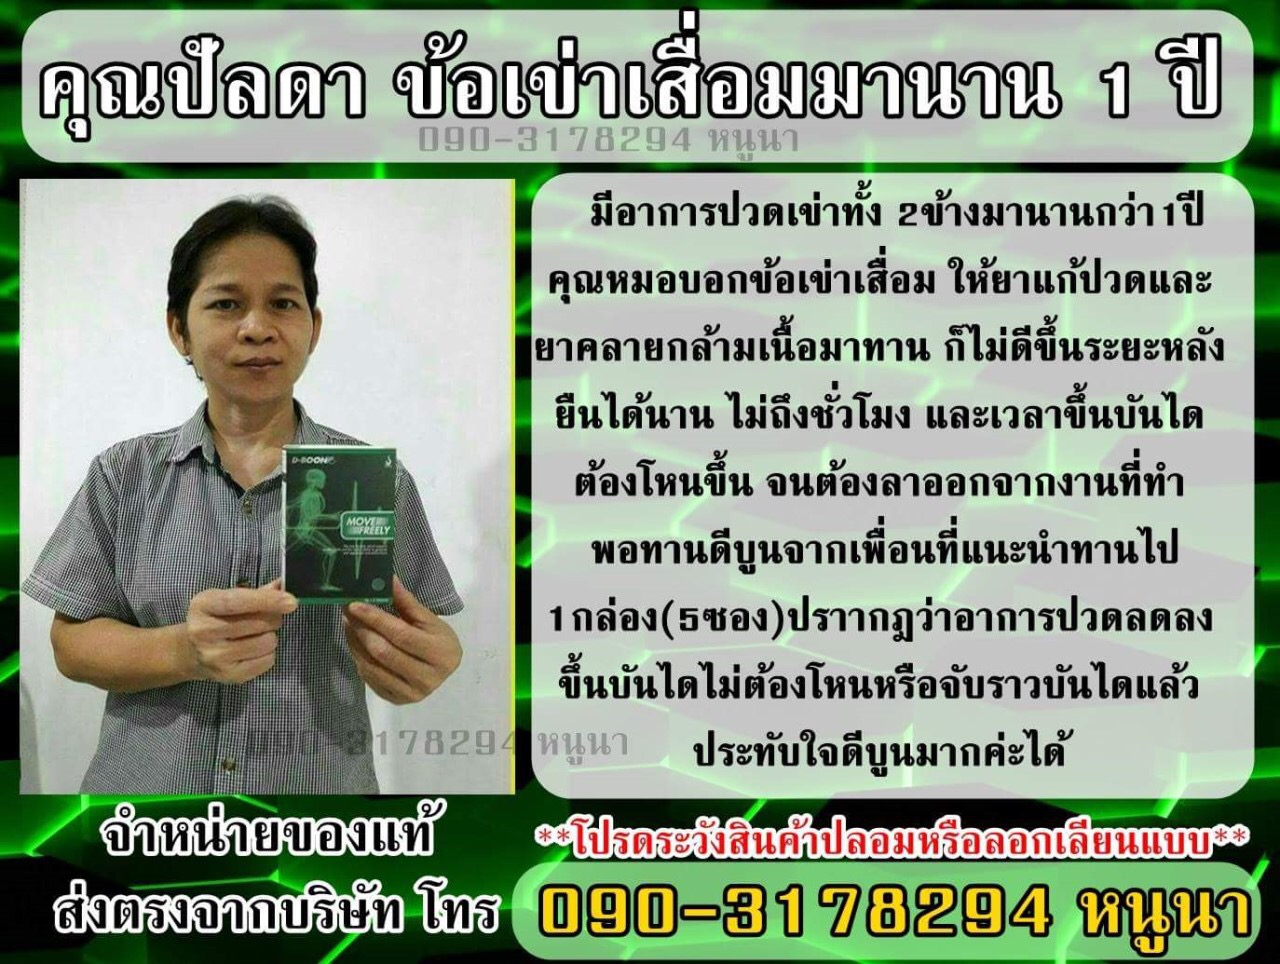 คุณปัลดา ข้อเข่าเสื่อมมานาน 1 ปี
090-3178294 หนูนา
มีอาการปวดเข่าทั้ง 2ข้างมานานกว่า1ปี
คุณหมอบอกข้อเข่าเสื่อม ให้ยาแก้ปวดและ
ยาคลายกล้ามเนื้อมาทาน ก็ไม่ดีขึ้นระยะหลัง
ยืนได้นาน ไม่ถึงชั่วโมง และเวลาขึ้นบันได
ต้องโหนขึ้น จนต้องลาออกจากงานที่ทำ
พอทานดีบูนจากเพื่อนที่แนะนำทานไป
1กล่อง(5ซอง)ปราากฎว่าอาการปวดลดลง
ขึ้นบันไดไม่ต้องโหนหรือจับราวบันไดแล้ว
ประทับใจดีบูนมากค่ะได้
D-BOON
MOVE
FREELY
090-3178294 หนูนา
จำหน่ายของแท้
ส่งตรงจากบริษัท โทร
**โปรดระวังสินค้าปลอมหรือลอกเลียนแบบ**
090-3178294 หนูนา